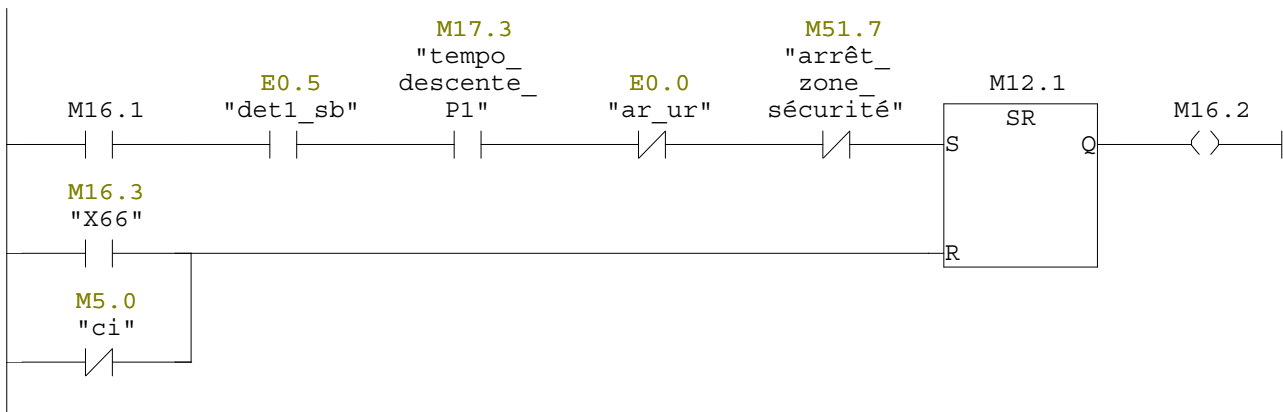 M17.3
M51.7
"tempo_
"arrêt_
E0.5
descente_
E0.0
zone_
M12.1
M16.1
"det1_sb"
P1"
"ar_ur"
sécurité"
SR
M16.2
S
Q
M16.3
"X66"
R
M5.0
"ci"